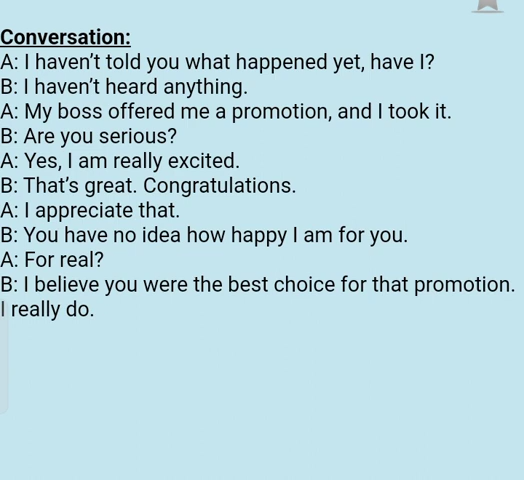 Conversation:
A: I haven’t told you what happened yet, have I?
B: I haven’t heard anything.
A: My boss offered me a promotion, and I took it.
B: Are you serious?
A: Yes, I am really excited.
B: That’s great. Congratulations.
A: I appreciate that.
B: You have no idea how happy I am for you.
A: For real?
B: I believe you were the best choice for that promotion.
I really do.